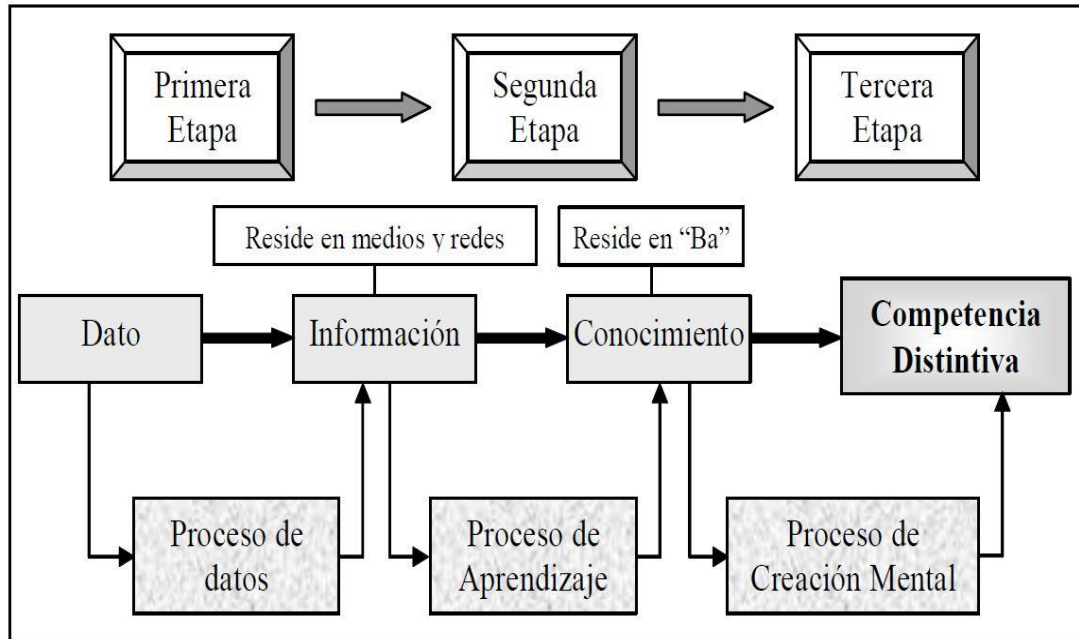 Primera
Etapa
Segunda
Etapa
Tercera
Etapa
Reside en medios y redes
Reside en “Ba”
Dato
Información
Conocimiento
Competencia
Distintiva
Proceso de
datos
Proceso de
Aprendizaje
Proceso de
Creación Mental